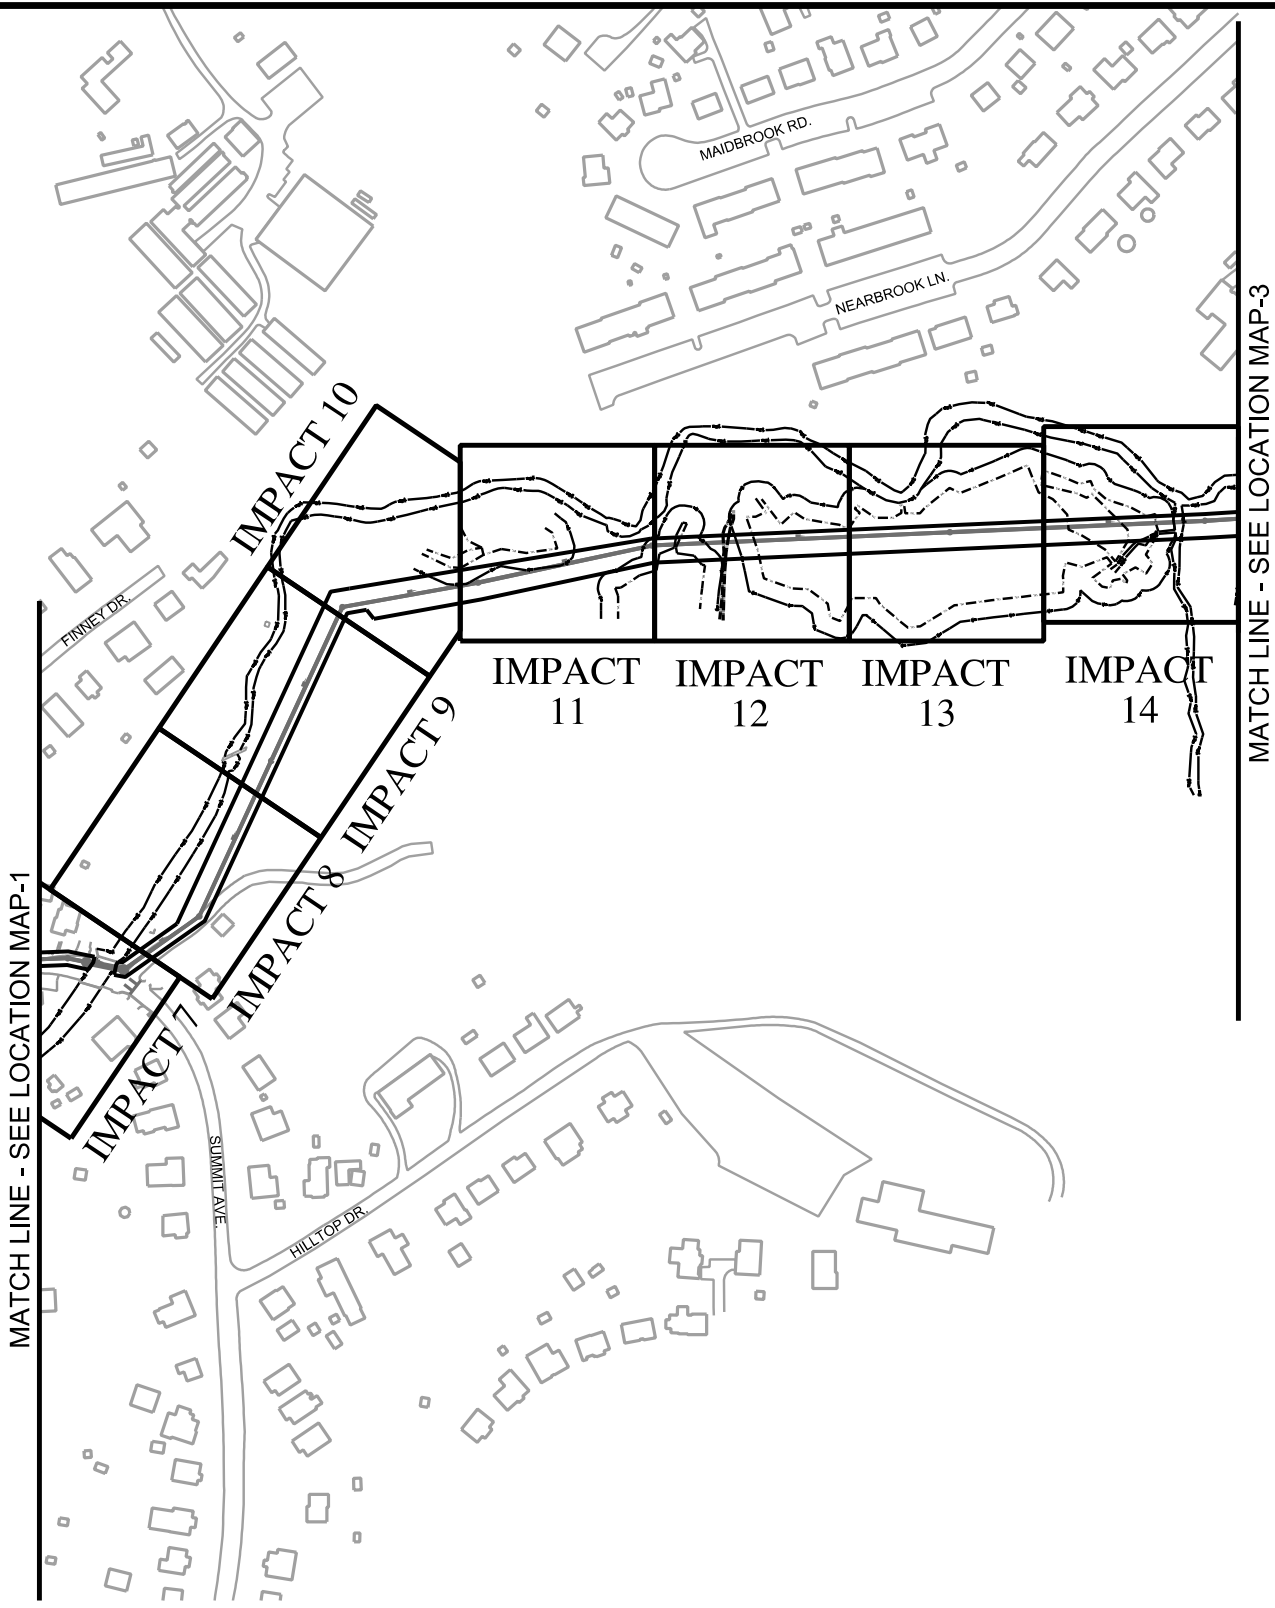 MAIDBROOK RD.
NEARBROOK LN.
MATCH LINE - SEE LOCATION MAP-3
IMPACT 10
FINNEY DR.
IMPACT
11
IMPACT
12
IMPACT
13
IMPACT
14
IMPACT 9
IMPACT 8
IMPACT 7
MATCH LINE - SEE LOCATION MAP-1
SUMMIT AVE.
HILLTOP DR.